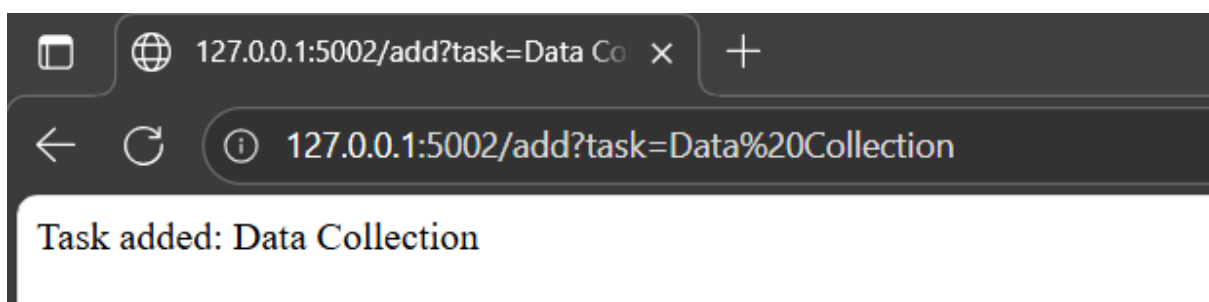 127.0.0.1:5002/add?task=Data Co
127.0.0.1:5002/add?task=Data%20Collection
Task added: Data Collection